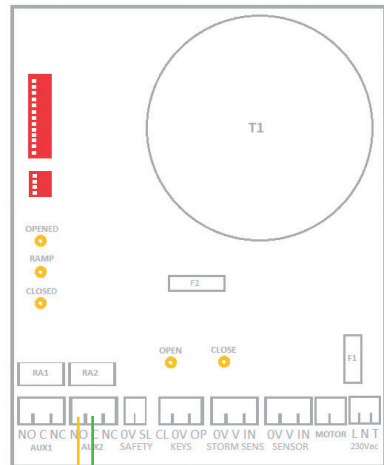 T1
OPENED
RAMP
F2
CLOSED
OPEN CLOSE
RA1 RA2 F1
NO C NC NO C NC 0V SL CL 0V OP 0V V IN 0V V IN MOTOR L N T
AUX1 AUX2 SAFETY KEYS STORM SENS SENSOR 230Vac